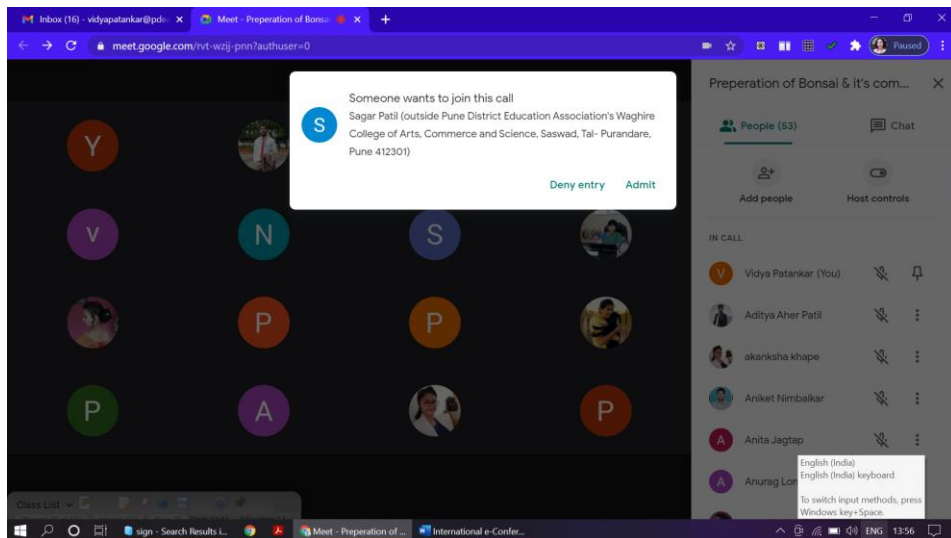 Inbox (16) - vidyapatankar@pde
Meet - Preperation of Bonsai
meet.google.com/rvt-wzij-pnn?authuser=0
Paused
Someone wants to join this call
S
Sagar Patil (outside Pune District Education Association's Waghire
College of Arts, Commerce and Science, Saswad, Tal- Purandare,
Pune 412301)
Deny entry Admit
Preperation of Bonsai & it's com...
People (53) Chat
Add people Host controls
IN CALL
V Vidya Patankar (You)
Aditya Aher Patil
akanksha khape
Aniket Nimbalkar
A Anita Jagtap
A Anurag Lon
Y
V N S
P P
P A P
English (India)
English (India) keyboard
To switch input methods, press
Windows key+Space.
Class List
sign - Search Results i...
Meet - Preperation of ...
International e-Confer...
ENG 13:56